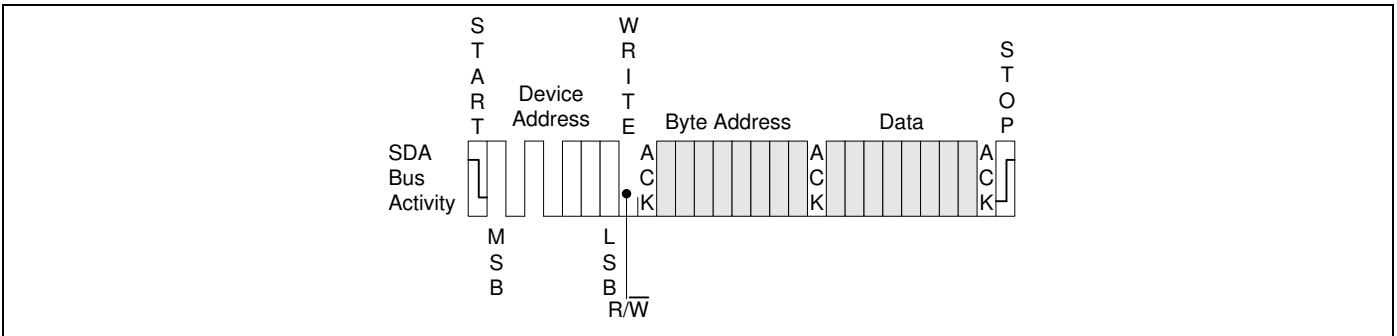 START
WRITE
STOP
Device
Address
Byte Address
Data
SDA
Bus
Activity
ACK
ACK
ACK
MSB
LSB
R/W̅